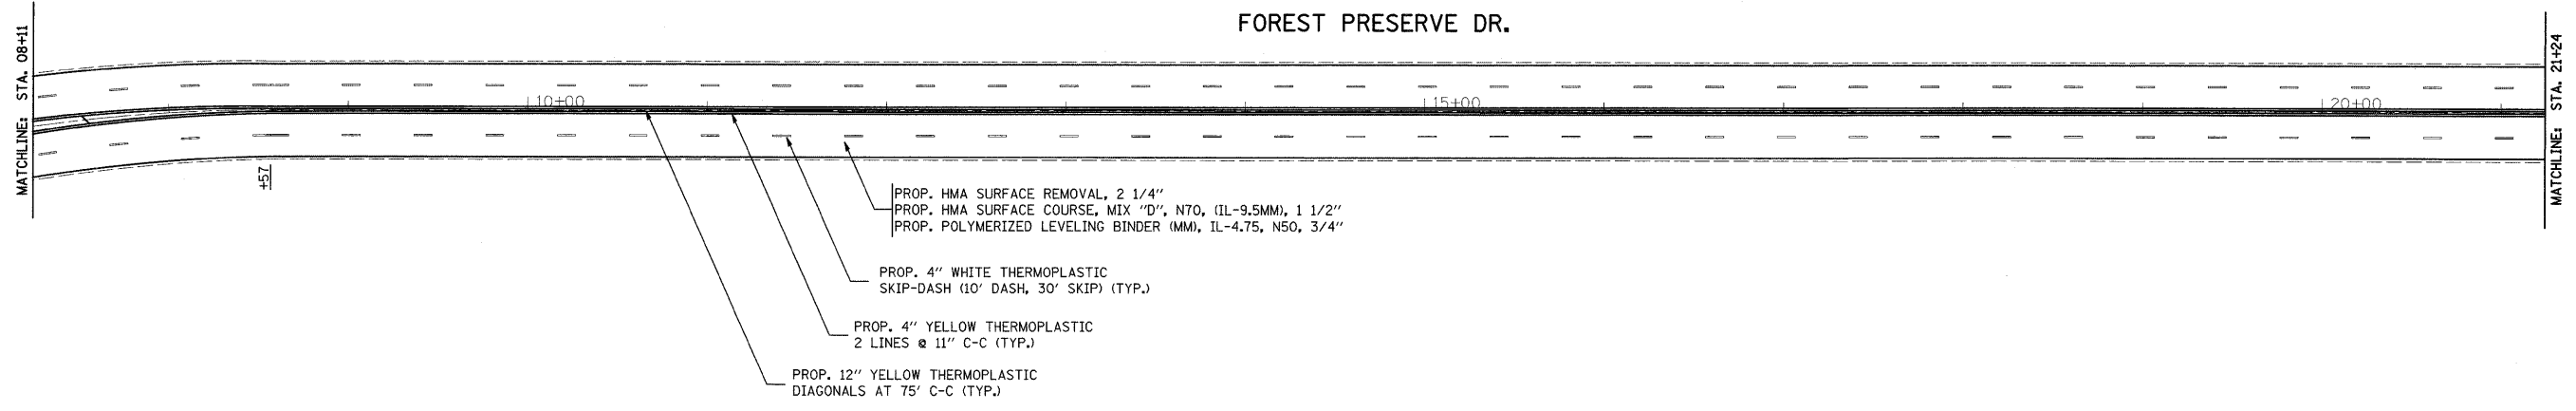 FOREST PRESERVE DR.
MATCHLINE: STA. 08+11
MATCHLINE: STA. 21+24
10+00
15+00
20+00
+57
PROP. HMA SURFACE REMOVAL, 2 1/4"
PROP. HMA SURFACE COURSE, MIX "D", N70, (IL-9.5MM), 1 1/2"
PROP. POLYMERIZED LEVELING BINDER (MM), IL-4.75, N50, 3/4"
PROP. 4" WHITE THERMOPLASTIC
SKIP-DASH (10' DASH, 30' SKIP) (TYP.)
PROP. 4" YELLOW THERMOPLASTIC
2 LINES @ 11" C-C (TYP.)
PROP. 12" YELLOW THERMOPLASTIC
DIAGONALS AT 75' C-C (TYP.)